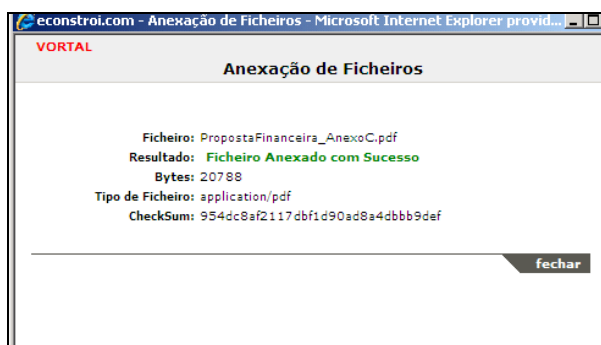 econstroi.com - Anexação de Ficheiros - Microsoft Internet Explorer provid...
VORTAL
Anexação de Ficheiros
Ficheiro: PropostaFinanceira_AnexoC.pdf
Resultado: Ficheiro Anexado com Sucesso
Bytes: 20788
Tipo de Ficheiro: application/pdf
CheckSum: 954dc8af2117dbf1d90ad8a4dbbb9def
fechar